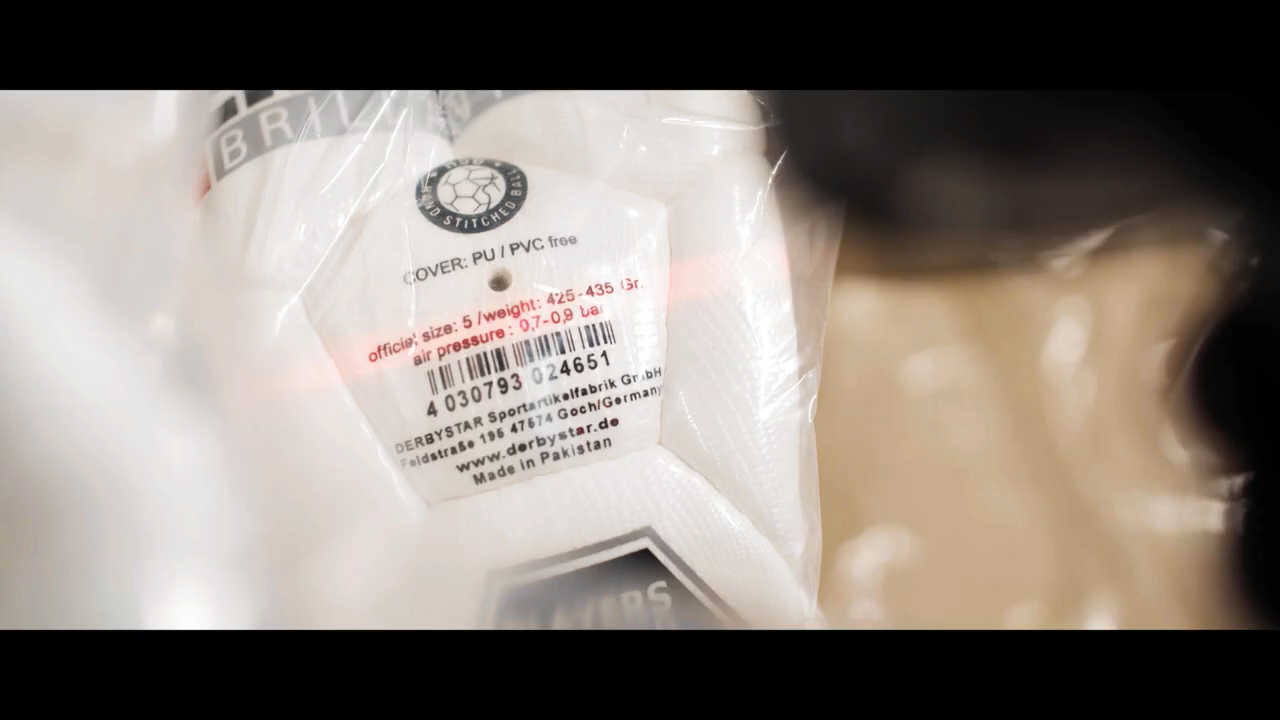 HAND STITCHED BALL
COVER: PU / PVC free
official size: 5 /weight: 425-435 Gr.
air pressure: 0,7-0,9 bar
4 030793 024651
DERBYSTAR Sportartikelfabrik GmbH
Feldstraße 195 47574 Goch/Germany
www.derbystar.de
Made in Pakistan